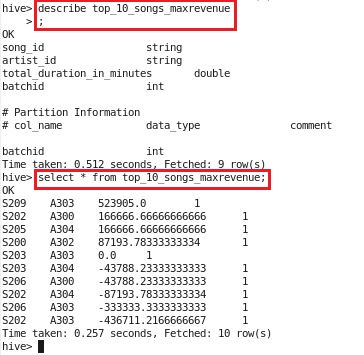 hive> describe top_10_songs_maxrevenue
    > ;
OK
song_id                 string
artist_id               string
total_duration_in_minutes       double
batchid                 int

# Partition Information
# col_name              data_type               comment

batchid                 int
Time taken: 0.512 seconds, Fetched: 9 row(s)
hive> select * from top_10_songs_maxrevenue;
OK
S209    A303    523905.0        1
S202    A300    166666.66666666666      1
S205    A304    166666.66666666666      1
S200    A302    87193.78333333334       1
S203    A303    0.0     1
S203    A304    -43788.23333333333      1
S206    A300    -43788.23333333333      1
S202    A304    -87193.78333333334      1
S206    A303    -333333.3333333333      1
S202    A303    -436711.2166666667      1
Time taken: 0.257 seconds, Fetched: 10 row(s)
hive>